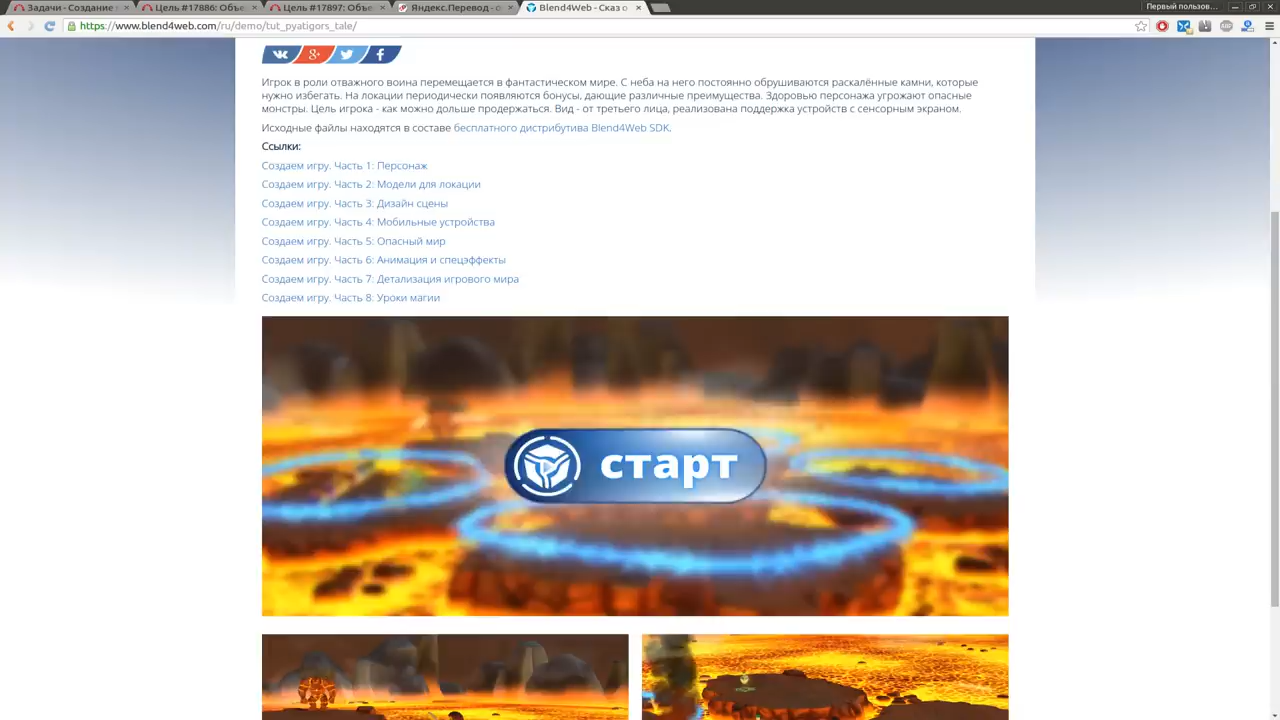 Задачи - Создание
Цель #17886: Объе
Цель #17897: Объе
Яндекс.Перевод - о
Blend4Web - Сказ о
Первый пользов...
https://www.blend4web.com/ru/demo/tut_pyatigors_tale/
Игрок в роли отважного воина перемещается в фантастическом мире. С неба на него постоянно обрушиваются раскалённые камни, которые
нужно избегать. На локации периодически появляются бонусы, дающие различные преимущества. Здоровью персонажа угрожают опасные
монстры. Цель игрока - как можно дольше продержаться. Вид - от третьего лица, реализована поддержка устройств с сенсорным экраном.
Исходные файлы находятся в составе бесплатного дистрибутива Blend4Web SDK.
Ссылки:
Создаем игру. Часть 1: Персонаж
Создаем игру. Часть 2: Модели для локации
Создаем игру. Часть 3: Дизайн сцены
Создаем игру. Часть 4: Мобильные устройства
Создаем игру. Часть 5: Опасный мир
Создаем игру. Часть 6: Анимация и спецэффекты
Создаем игру. Часть 7: Детализация игрового мира
Создаем игру. Часть 8: Уроки магии
старт